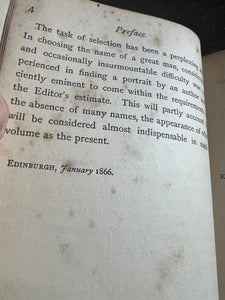 4 Preface.
The task of selection has been a perplexing
In choosing the name of a great man,
and occasionally insurmountable difficulty
perienced in finding a portrait by an author
ciently eminent to come within the
the Editor's estimate. This will partly account
the absence of many names, the appearance of
will be considered almost indispensable in such
volume as the present.
EDINBURGH, January 1866.